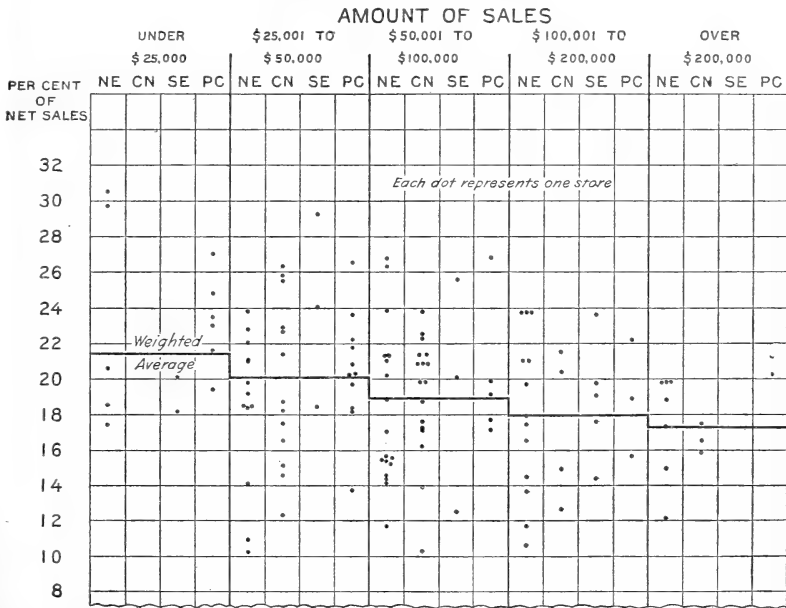 AMOUNT OF SALES
UNDER $25,001 TO $50,001 TO $100,001 TO OVER
$25,000 $50,000 $100,000 $200,000 $200,000
PER CENT OF NET SALES
NE CN SE PC NE CN SE PC NE CN SE PC NE CN SE PC NE CN SE PC
32
Each dot represents one store
30
28
26
24
Weighted
22
Average
20
18
16
14
12
10
8